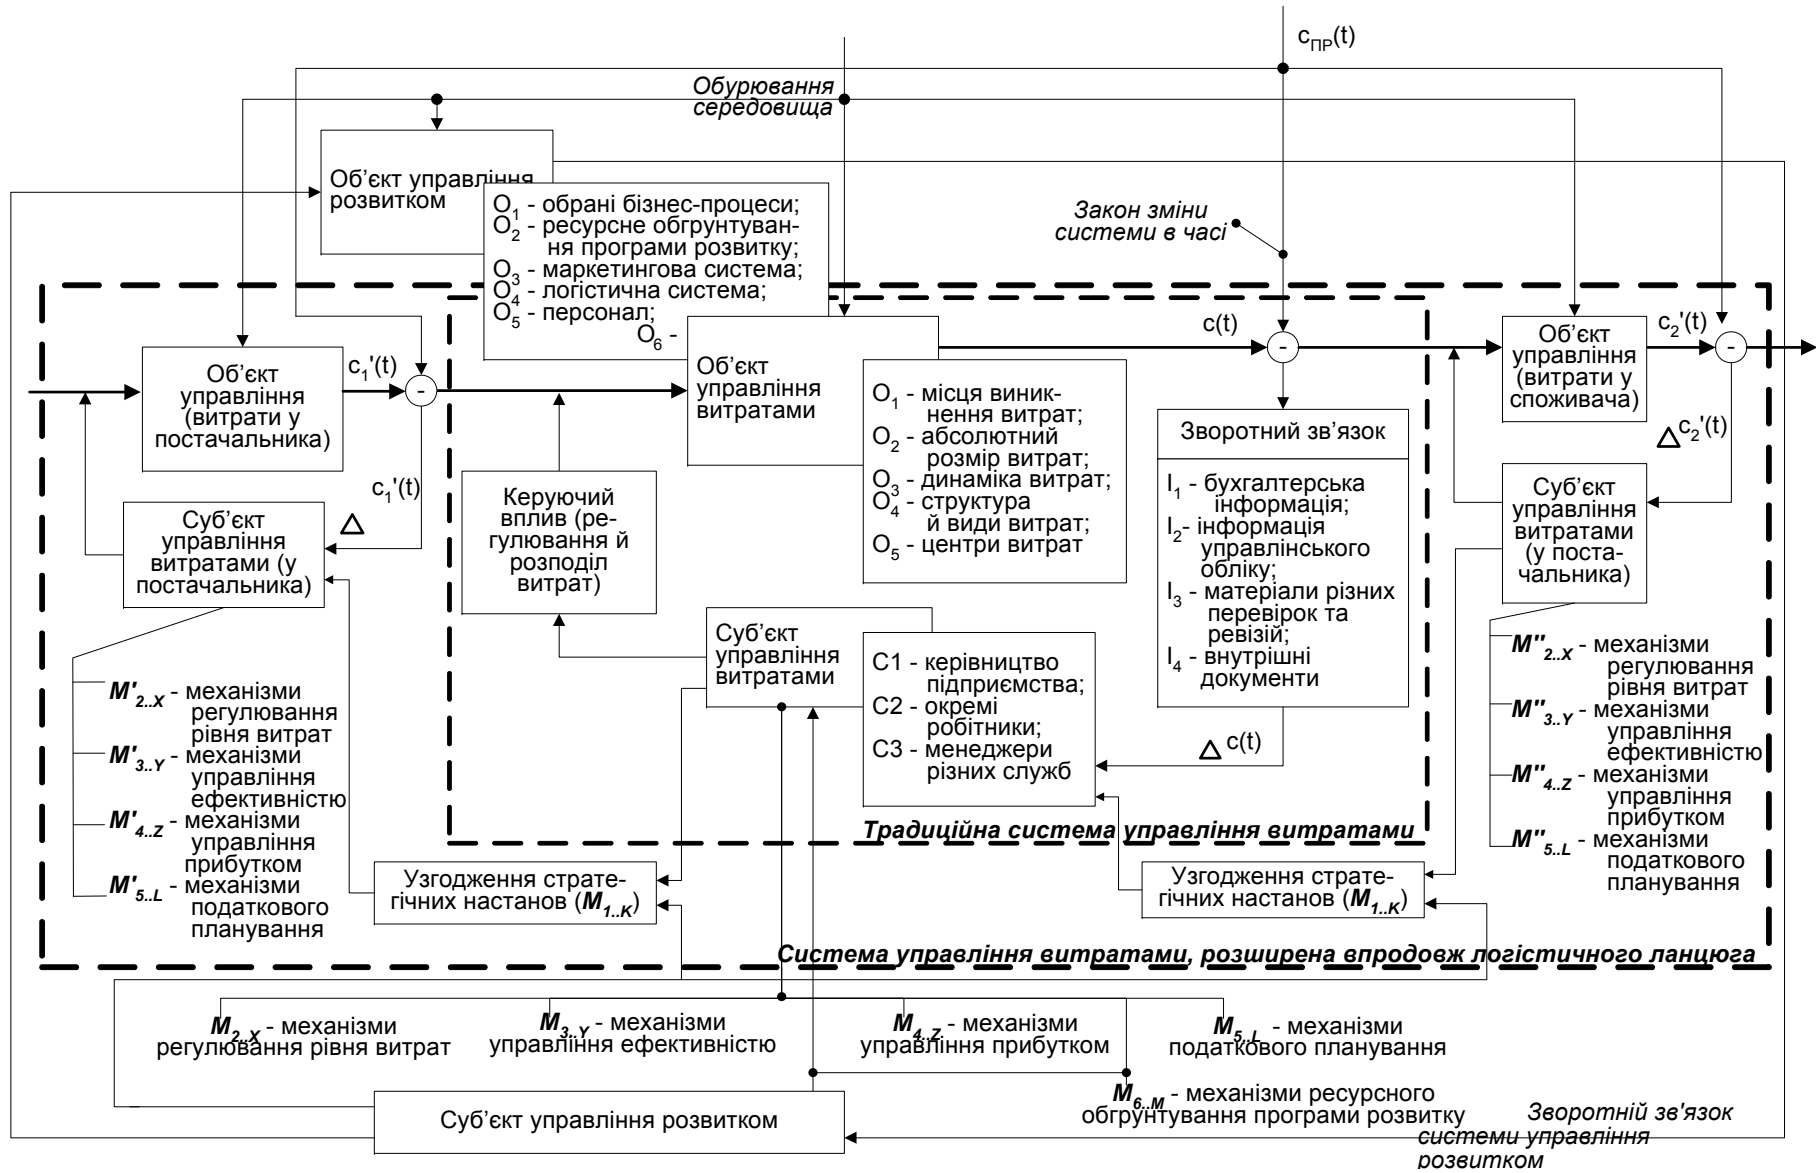 cПР(t)
Обурювання
середовища
Об’єкт управління
розвитком
O1 - обрані бізнес-процеси;
O2 - ресурсне обгрунтуван-
ня програми розвитку;
O3 - маркетингова система;
O4 - логістична система;
O5 - персонал;
O6 -
Закон зміни
системи в часі
Об’єкт
управління
(витрати у
постачальника)
c1'(t)
-
Об’єкт
управління
витратами
c(t)
-
Об’єкт
управління
(витрати у
споживача)
c2'(t)
-
O1 - місця виник-
нення витрат;
O2 - абсолютний
розмір витрат;
O3 - динаміка витрат;
O4 - структура
й види витрат;
O5 - центри витрат
Зворотний зв’язок
I1 - бухгалтерська
інформація;
I2- інформація
управлінського
обліку;
I3 - матеріали різних
перевірок та
ревізій;
I4 - внутрішні
документи
Δ c2'(t)
Δ c1'(t)
Суб’єкт
управління
витратами (у
постачальника)
Керуючий
вплив (ре-
гулювання й
розподіл
витрат)
Суб’єкт
управління
витратами
(у поста-
чальника)
Суб’єкт
управління
витратами
C1 - керівництво
підприємства;
C2 - окремі
робітники;
C3 - менеджери
різних служб
Δ c(t)
M'2..X - механізми
регулювання
рівня витрат
M'3..Y - механізми
управління
ефективністю
M'4..Z - механізми
управління
прибутком
M'5..L - механізми
податкового
планування
M''2..X - механізми
регулювання
рівня витрат
M''3..Y - механізми
управління
ефективністю
M''4..Z - механізми
управління
прибутком
M''5..L - механізми
податкового
планування
Традиційна система управління витратами
Узгодження страте-
гічних настанов (M1..K)
Узгодження страте-
гічних настанов (M1..K)
Система управління витратами, розширена впродовж логістичного ланцюга
M2..X - механізми
регулювання рівня витрат
M3..Y - механізми
управління ефективністю
M4..Z - механізми
управління прибутком
M5..L - механізми
податкового планування
M6..M - механізми ресурсного
обгрунтування програми розвитку
Суб’єкт управління розвитком
Зворотній зв'язок
системи управління
розвитком